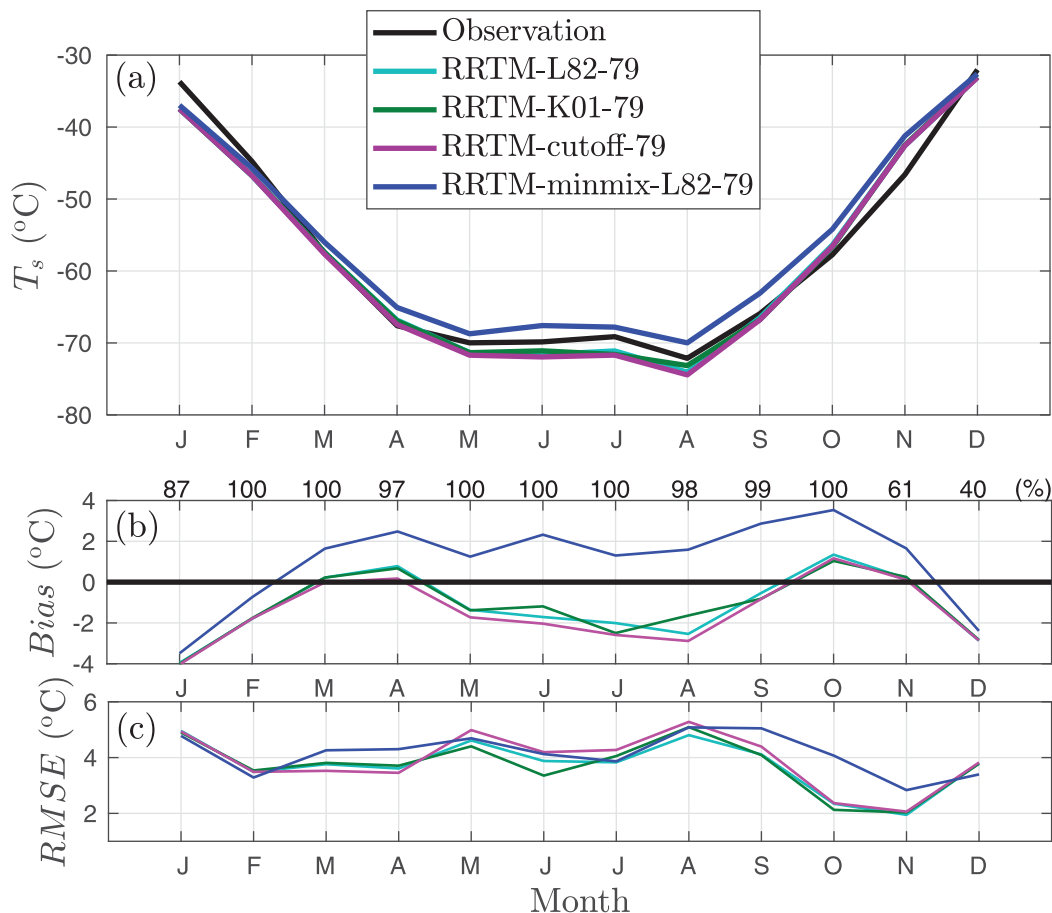 Observation
RRTM-L82-79
RRTM-K01-79
RRTM-cutoff-79
RRTM-minmix-L82-79
(a)
T_s (°C)
-30
-40
-50
-60
-70
-80
J F M A M J J A S O N D
87 100 100 97 100 100 100 98 99 100 61 40 (%)
(b)
Bias (°C)
4
2
0
-2
-4
J F M A M J J A S O N D
(c)
RMSE (°C)
6
4
2
J F M A M J J A S O N D
Month